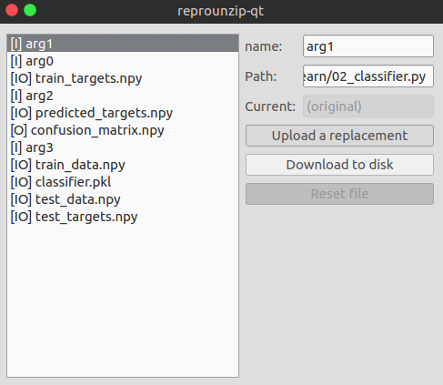 reprounzip-qt
[I] arg1
[I] arg0
[IO] train_targets.npy
[I] arg2
[IO] predicted_targets.npy
[O] confusion_matrix.npy
[I] arg3
[IO] train_data.npy
[IO] classifier.pkl
[IO] test_data.npy
[IO] test_targets.npy
name: arg1
Path: earn/02_classifier.py
Current: (original)
Upload a replacement
Download to disk
Reset file